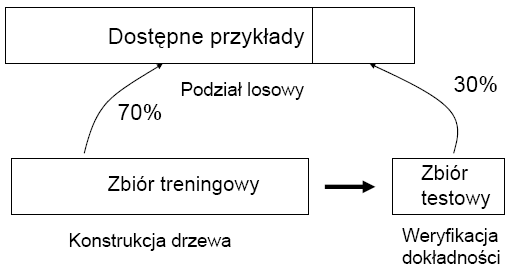 Dostępne przykłady
Podział losowy
70%
30%
Zbiór treningowy
Zbiór
testowy
Konstrukcja drzewa
Weryfikacja
dokładności